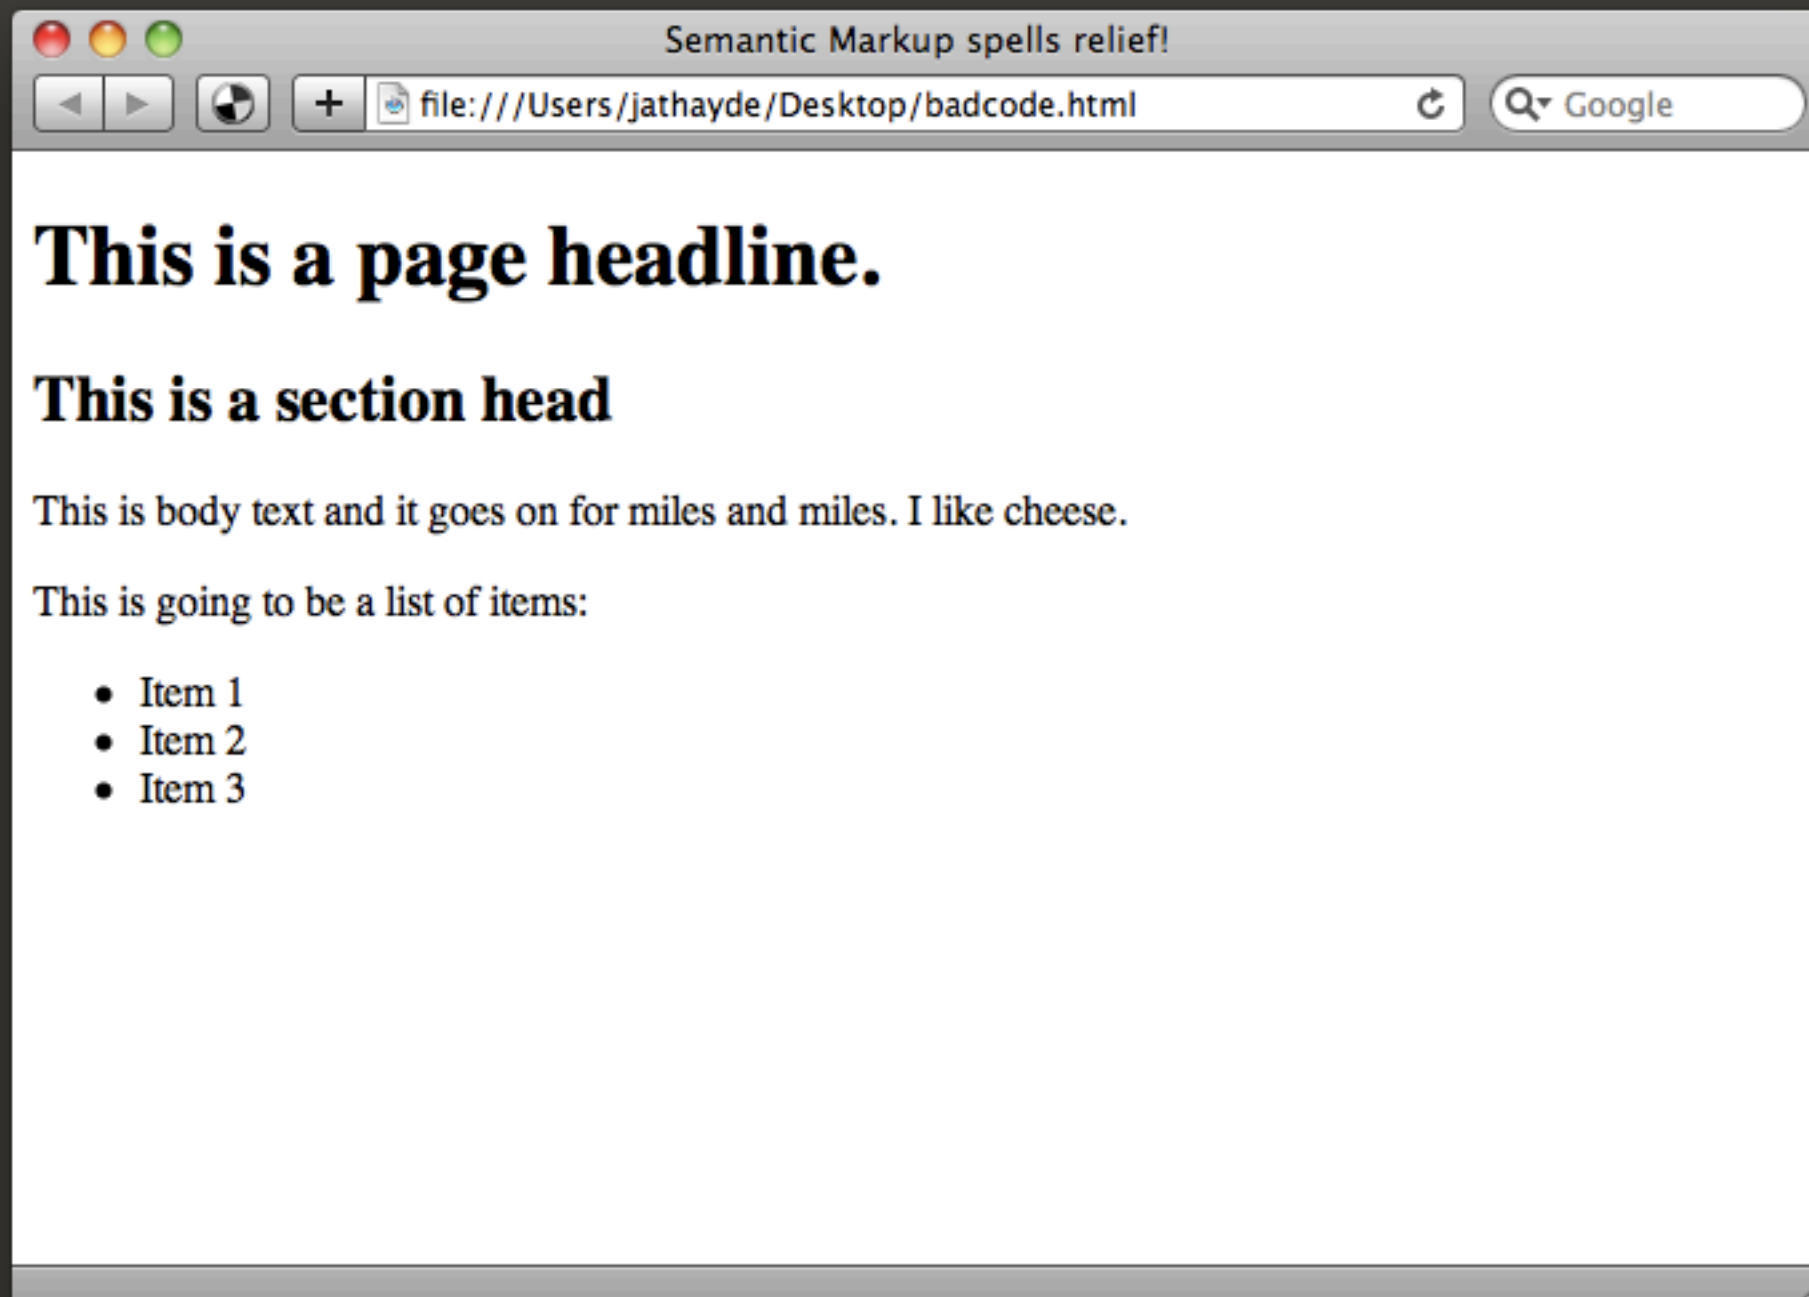 Semantic Markup spells relief!
file:///Users/jathayde/Desktop/badcode.html
Google
This is a page headline.
This is a section head
This is body text and it goes on for miles and miles. I like cheese.
This is going to be a list of items:
• Item 1
• Item 2
• Item 3